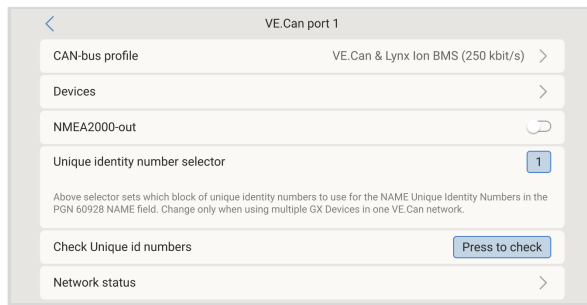 VE.Can port 1
CAN-bus profile VE.Can & Lynx Ion BMS (250 kbit/s)
Devices
NMEA2000-out
Unique identity number selector 1
Above selector sets which block of unique identity numbers to use for the NAME Unique Identity Numbers in the
PGN 60928 NAME field. Change only when using multiple GX Devices in one VE.Can network.
Check Unique id numbers Press to check
Network status